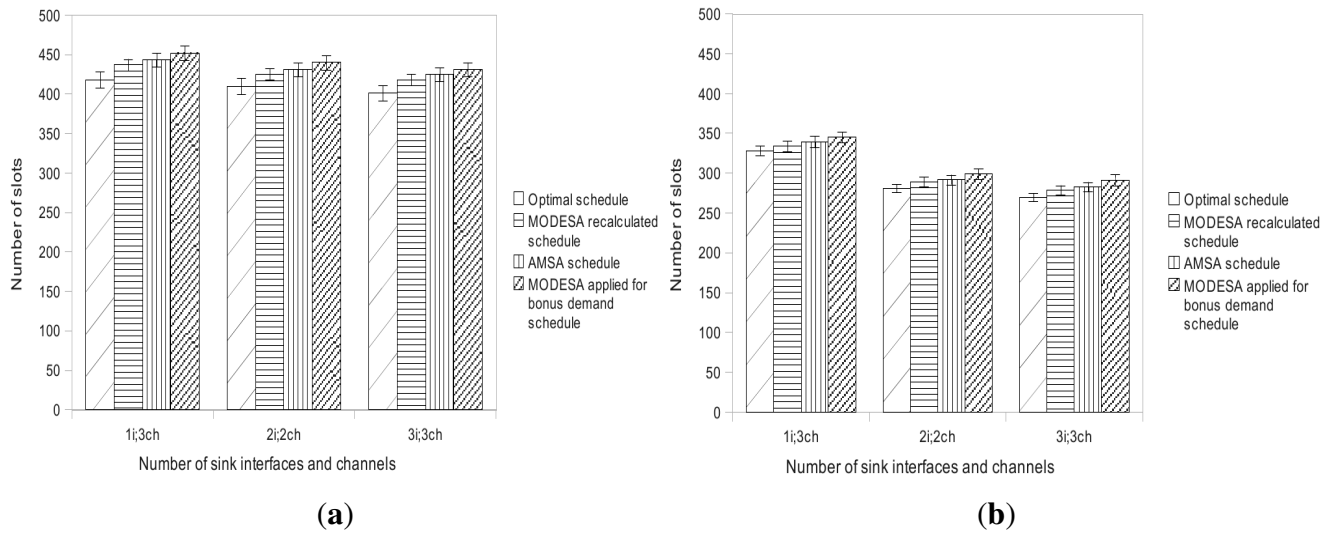 500
450
400
350
300
250
200
150
100
50
0
Number of slots
1i;3ch
2i;2ch
3i;3ch
Number of sink interfaces and channels
Optimal schedule
MODESA recalculated
schedule
AMSA schedule
MODESA applied for
bonus demand
schedule
(a)
500
450
400
350
300
250
200
150
100
50
0
Number of slots
1i;3ch
2i;2ch
3i;3ch
Number of sink interfaces and channels
Optimal schedule
MODESA recalculated
schedule
AMSA schedule
MODESA applied for
bonus demand
schedule
(b)